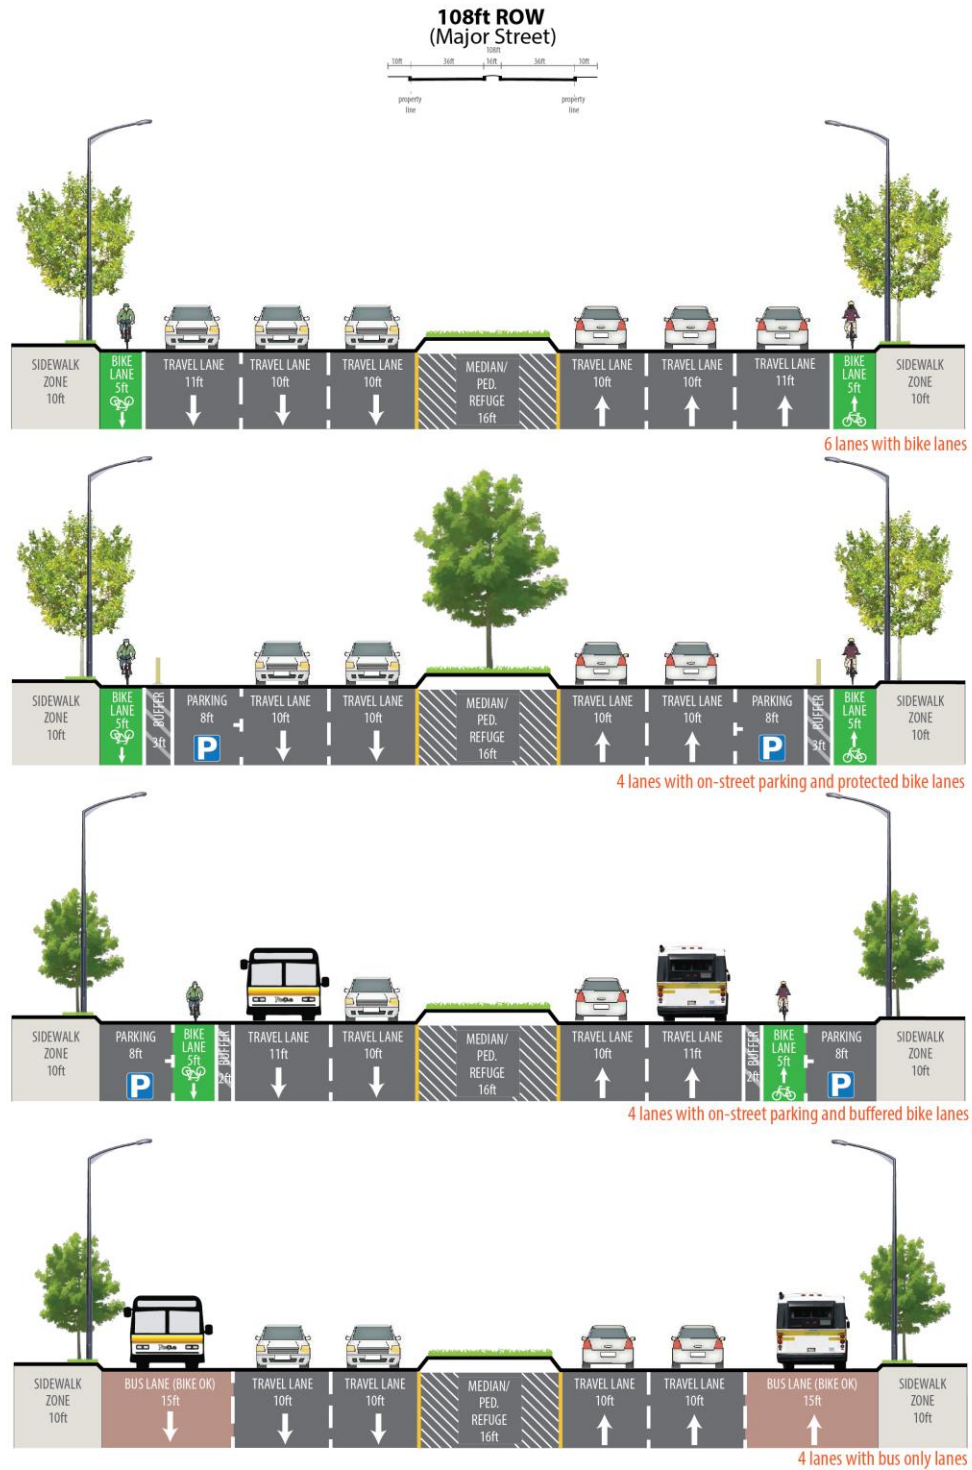 108ft ROW
(Major Street)
108ft
10ft 36ft 16ft 36ft 10ft
property
line
property
line
SIDEWALK
ZONE
10ft
BIKE
LANE
5ft
TRAVEL LANE
11ft
TRAVEL LANE
10ft
TRAVEL LANE
10ft
MEDIAN/
PED.
REFUGE
16ft
TRAVEL LANE
10ft
TRAVEL LANE
10ft
TRAVEL LANE
11ft
BIKE
LANE
5ft
SIDEWALK
ZONE
10ft
6 lanes with bike lanes
SIDEWALK
ZONE
10ft
BIKE
LANE
5ft
BUFFER
3ft
PARKING
8ft
P
TRAVEL LANE
10ft
TRAVEL LANE
10ft
MEDIAN/
PED.
REFUGE
16ft
TRAVEL LANE
10ft
TRAVEL LANE
10ft
PARKING
8ft
P
BUFFER
3ft
BIKE
LANE
5ft
SIDEWALK
ZONE
10ft
4 lanes with on-street parking and protected bike lanes
SIDEWALK
ZONE
10ft
PARKING
8ft
P
BIKE
LANE
5ft
BUFFER
2ft
TRAVEL LANE
11ft
TRAVEL LANE
10ft
MEDIAN/
PED.
REFUGE
16ft
TRAVEL LANE
10ft
TRAVEL LANE
11ft
BUFFER
2ft
BIKE
LANE
5ft
PARKING
8ft
P
SIDEWALK
ZONE
10ft
4 lanes with on-street parking and buffered bike lanes
SIDEWALK
ZONE
10ft
BUS LANE (BIKE OK)
15ft
TRAVEL LANE
10ft
TRAVEL LANE
10ft
MEDIAN/
PED.
REFUGE
16ft
TRAVEL LANE
10ft
TRAVEL LANE
10ft
BUS LANE (BIKE OK)
15ft
SIDEWALK
ZONE
10ft
4 lanes with bus only lanes